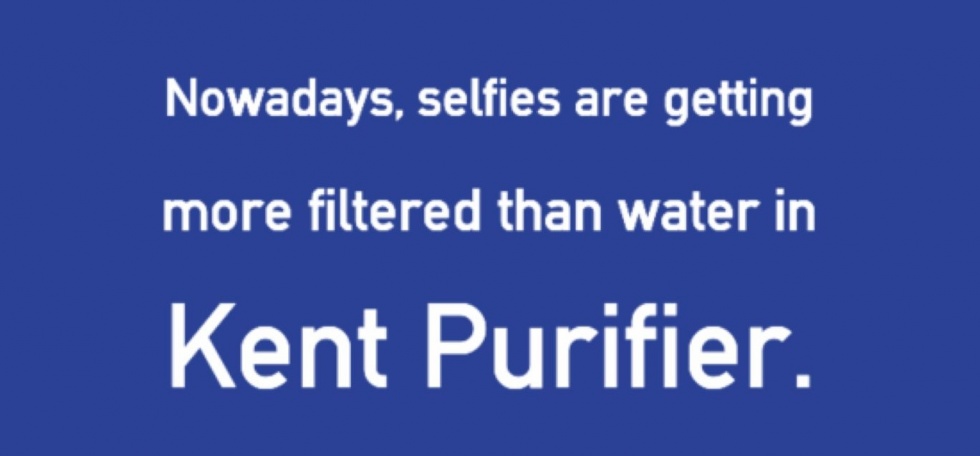 Nowadays, selfies are getting
more filtered than water in
Kent Purifier.